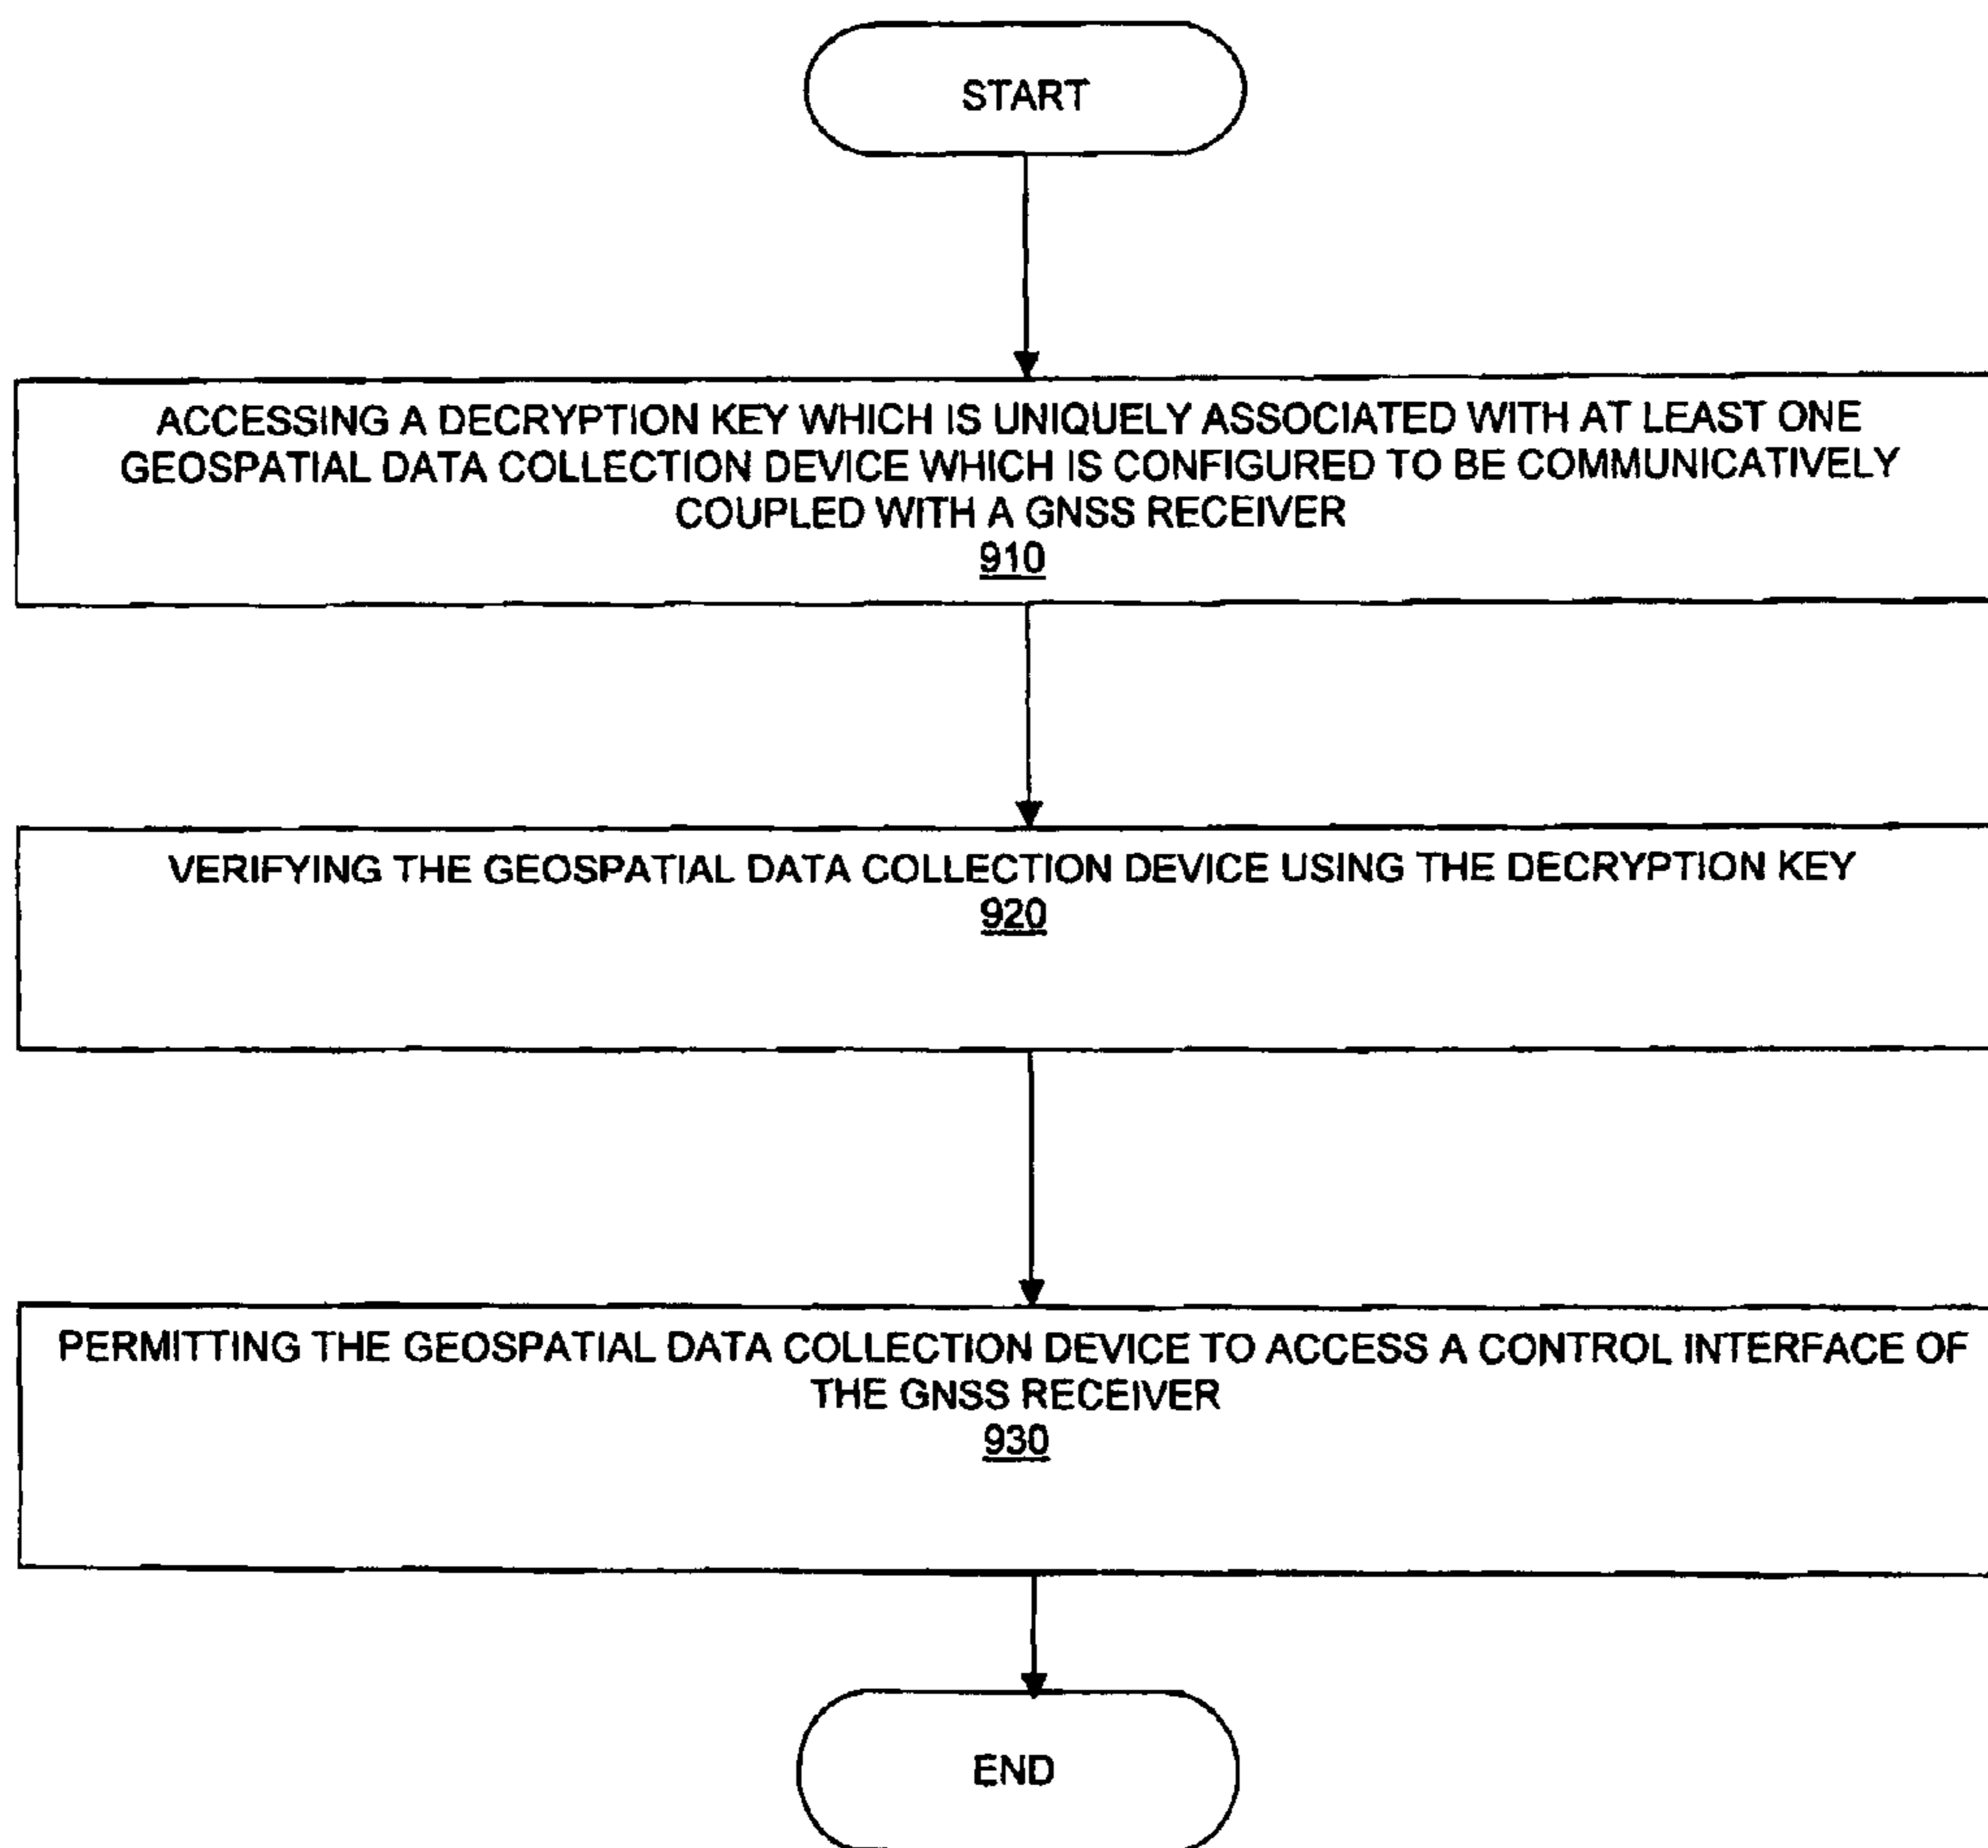 START
ACCESSING A DECRYPTION KEY WHICH IS UNIQUELY ASSOCIATED WITH AT LEAST ONE
GEOSPATIAL DATA COLLECTION DEVICE WHICH IS CONFIGURED TO BE COMMUNICATIVELY
COUPLED WITH A GNSS RECEIVER
910
VERIFYING THE GEOSPATIAL DATA COLLECTION DEVICE USING THE DECRYPTION KEY
920
PERMITTING THE GEOSPATIAL DATA COLLECTION DEVICE TO ACCESS A CONTROL INTERFACE OF
THE GNSS RECEIVER
930
END